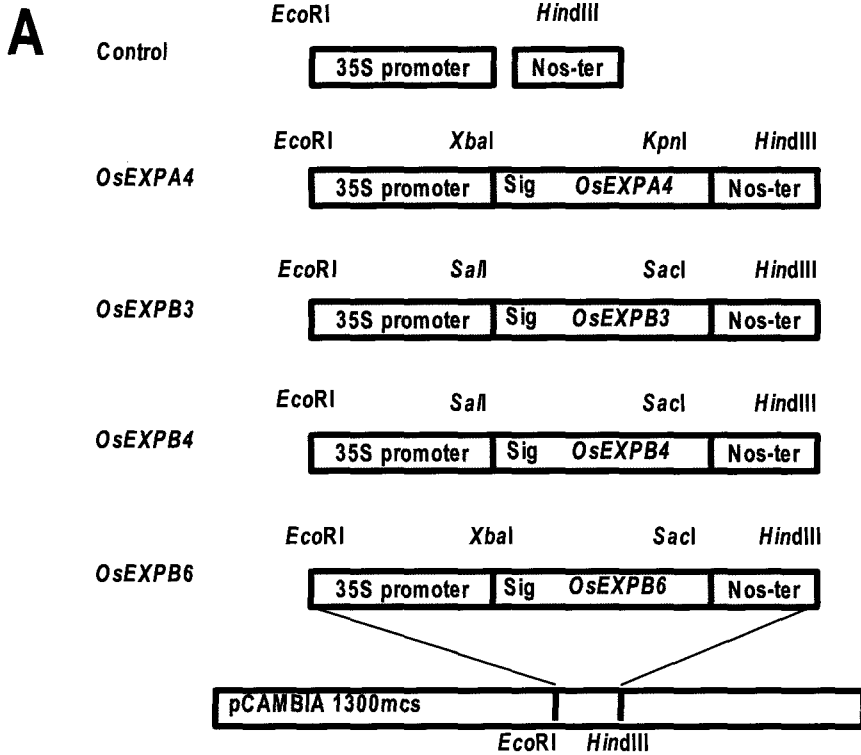 A
EcoRI HindIII
Control
35S promoter Nos-ter
EcoRI XbaI KpnI HindIII
OsEXPA4
35S promoter Sig OsEXPA4 Nos-ter
EcoRI SalI SacI HindIII
OsEXPB3
35S promoter Sig OsEXPB3 Nos-ter
EcoRI SalI SacI HindIII
OsEXPB4
35S promoter Sig OsEXPB4 Nos-ter
EcoRI XbaI SacI HindIII
OsEXPB6
35S promoter Sig OsEXPB6 Nos-ter
pCAMBIA 1300mcs
EcoRI HindIII